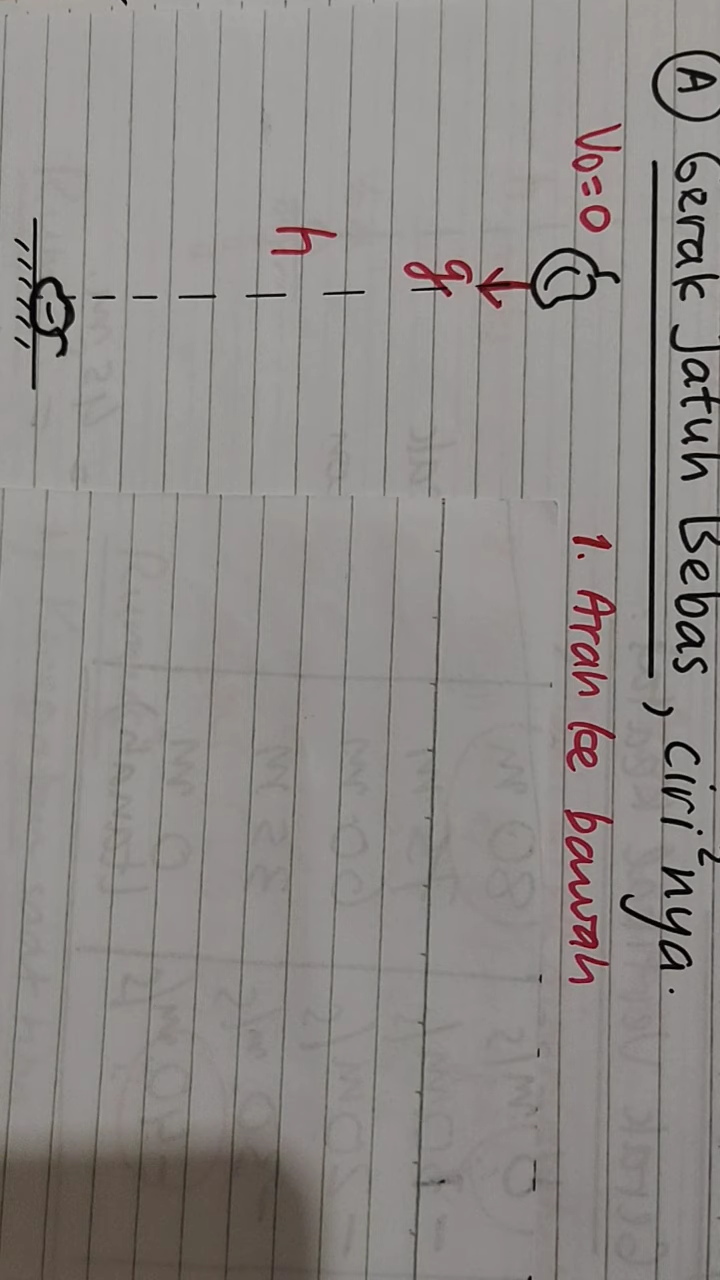 Ⓐ Gerak Jatuh Bebas, ciri²nya.
V₀=0
1. Arah ke bawah
g
h